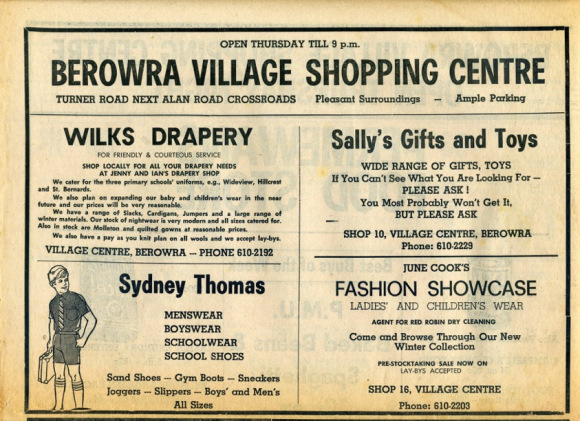 OPEN THURSDAY TILL 9 p.m.
BEROWRA VILLAGE SHOPPING CENTRE
TURNER ROAD NEXT ALAN ROAD CROSSROADS Pleasant Surroundings — Ample Parking
WILKS DRAPERY
FOR FRIENDLY & COURTEOUS SERVICE
SHOP LOCALLY FOR ALL YOUR DRAPERY NEEDS
AT JENNY and IAN'S DRAPERY SHOP
We cater for the three primary schools' uniforms, e.g., Wideview, Hillcrest
and St. Bernards.
We also plan on expanding our baby and children's wear in the near
future and our prices will be very reasonable.
We have a range of Slacks, Cardigans, Jumpers and a large range of
winter materials. Our stock of nightwear is very modern and all sizes catered for.
Also in stock are Molleton and quilted gowns at reasonable prices.
We also have a pay as you knit plan on all wools and we accept lay-bys.
VILLAGE CENTRE, BEROWRA — PHONE 610-2192
Sally's Gifts and Toys
WIDE RANGE OF GIFTS, TOYS
If You Can't See What You Are Looking For —
PLEASE ASK !
You Most Probably Won't Get It,
BUT PLEASE ASK
SHOP 10, VILLAGE CENTRE, BEROWRA
Phone: 610-2229
Sydney Thomas
MENSWEAR
BOYSWEAR
SCHOOLWEAR
SCHOOL SHOES
Sand Shoes — Gym Boots — Sneakers
Joggers — Slippers — Boys' and Men's
All Sizes
JUNE COOK'S
FASHION SHOWCASE
LADIES' AND CHILDREN'S WEAR
AGENT FOR RED ROBIN DRY CLEANING
Come and Browse Through Our New
Winter Collection
PRE-STOCKTAKING SALE NOW ON
LAY-BYS ACCEPTED
SHOP 16, VILLAGE CENTRE
Phone: 610-2203